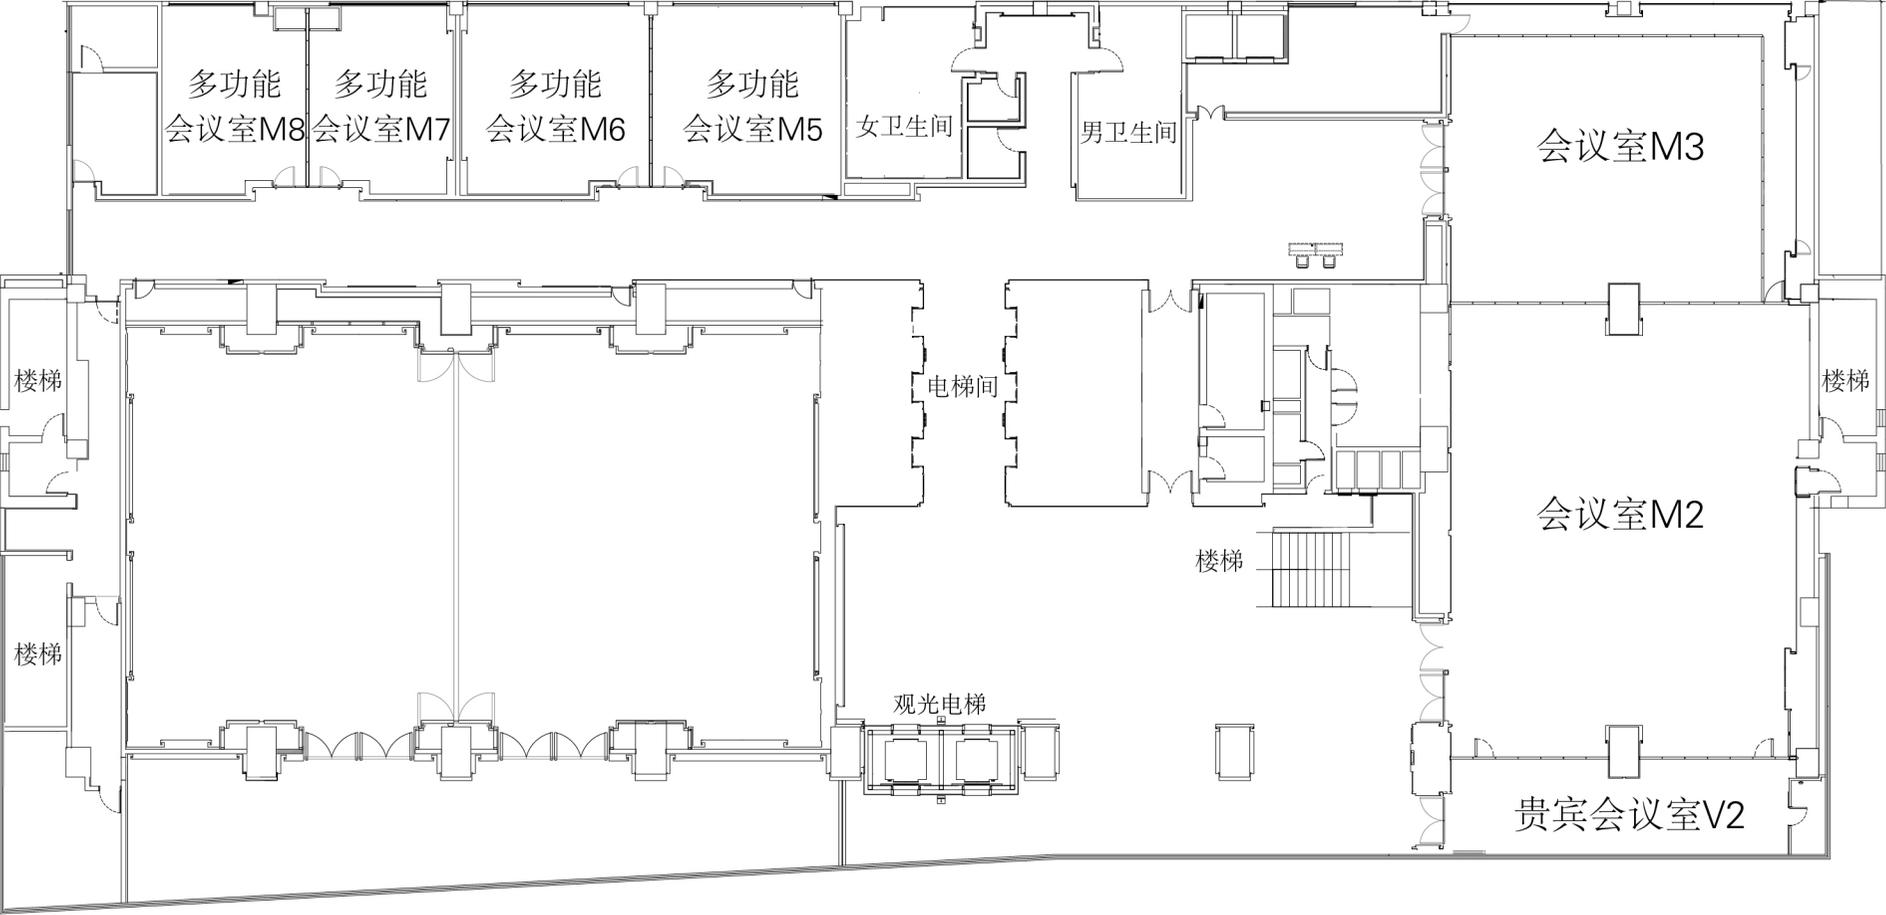 多功能
会议室M8
多功能
会议室M7
多功能
会议室M6
多功能
会议室M5
女卫生间
男卫生间
会议室M3
楼梯
电梯间
楼梯
会议室M2
楼梯
楼梯
观光电梯
贵宾会议室V2